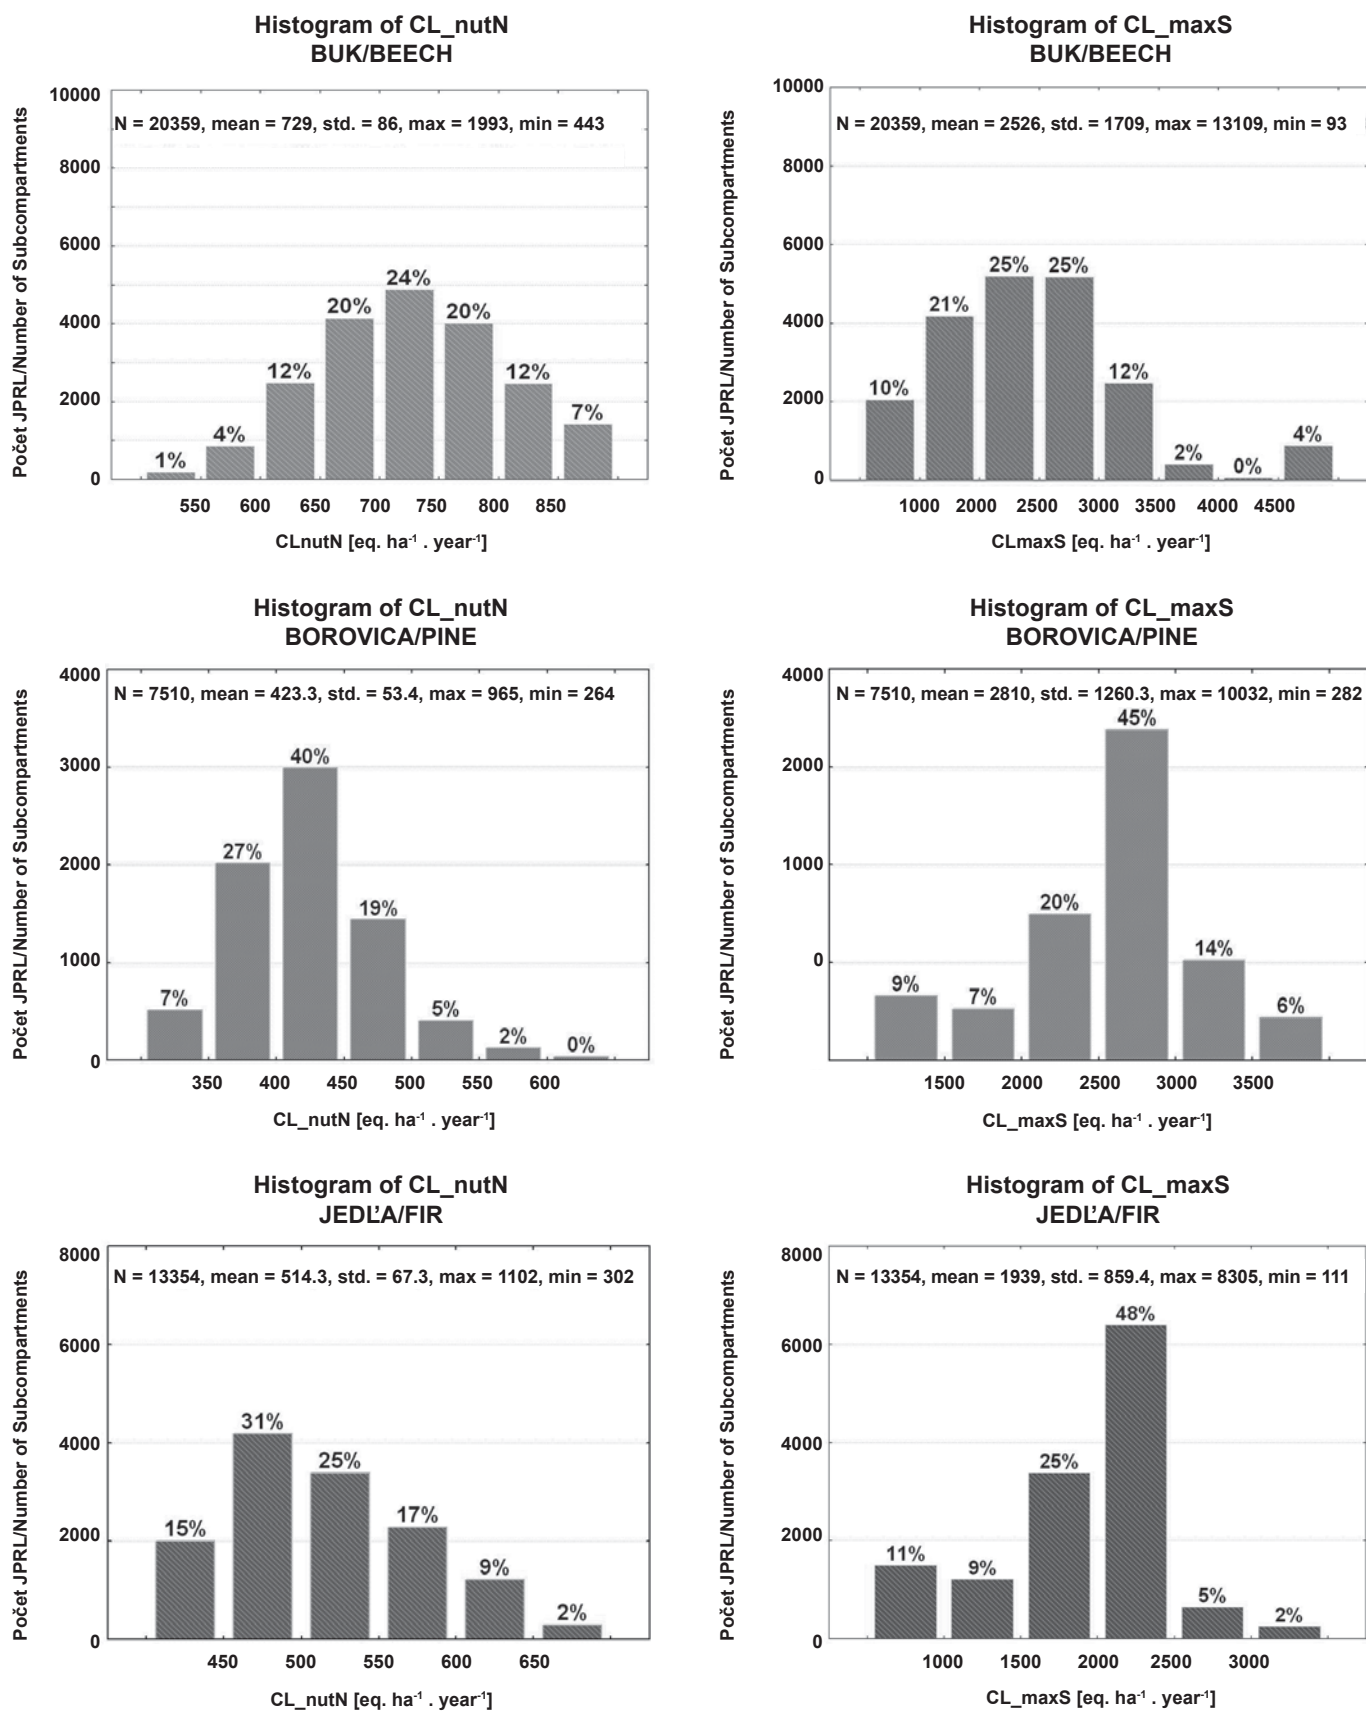 Histogram of CL_nutN
BUK/BEECH
Počet JPRL/Number of Subcompartments
10000
8000
6000
4000
2000
0
N = 20359, mean = 729, std. = 86, max = 1993, min = 443
1%
4%
12%
20%
24%
20%
12%
7%
550 600 650 700 750 800 850
CLnutN [eq. ha-1 . year-1]
Histogram of CL_maxS
BUK/BEECH
Počet JPRL/Number of Subcompartments
10000
8000
6000
4000
2000
0
N = 20359, mean = 2526, std. = 1709, max = 13109, min = 93
10%
21%
25%
25%
12%
2%
0%
4%
1000 2000 2500 3000 3500 4000 4500
CLmaxS [eq. ha-1 . year-1]
Histogram of CL_nutN
BOROVICA/PINE
Počet JPRL/Number of Subcompartments
4000
3000
2000
1000
0
N = 7510, mean = 423.3, std. = 53.4, max = 965, min = 264
7%
27%
40%
19%
5%
2%
0%
350 400 450 500 550 600
CL_nutN [eq. ha-1 . year-1]
Histogram of CL_maxS
BOROVICA/PINE
Počet JPRL/Number of Subcompartments
4000
2000
1000
0
N = 7510, mean = 2810, std. = 1260.3, max = 10032, min = 282
9%
7%
20%
45%
14%
6%
1500 2000 2500 3000 3500
CL_maxS [eq. ha-1 . year-1]
Histogram of CL_nutN
JEDĽA/FIR
Počet JPRL/Number of Subcompartments
8000
6000
4000
2000
0
N = 13354, mean = 514.3, std. = 67.3, max = 1102, min = 302
15%
31%
25%
17%
9%
2%
450 500 550 600 650
CL_nutN [eq. ha-1 . year-1]
Histogram of CL_maxS
JEDĽA/FIR
Počet JPRL/Number of Subcompartments
8000
6000
4000
2000
0
N = 13354, mean = 1939, std. = 859.4, max = 8305, min = 111
11%
9%
25%
48%
5%
2%
1000 1500 2000 2500 3000
CL_maxS [eq. ha-1 . year-1]